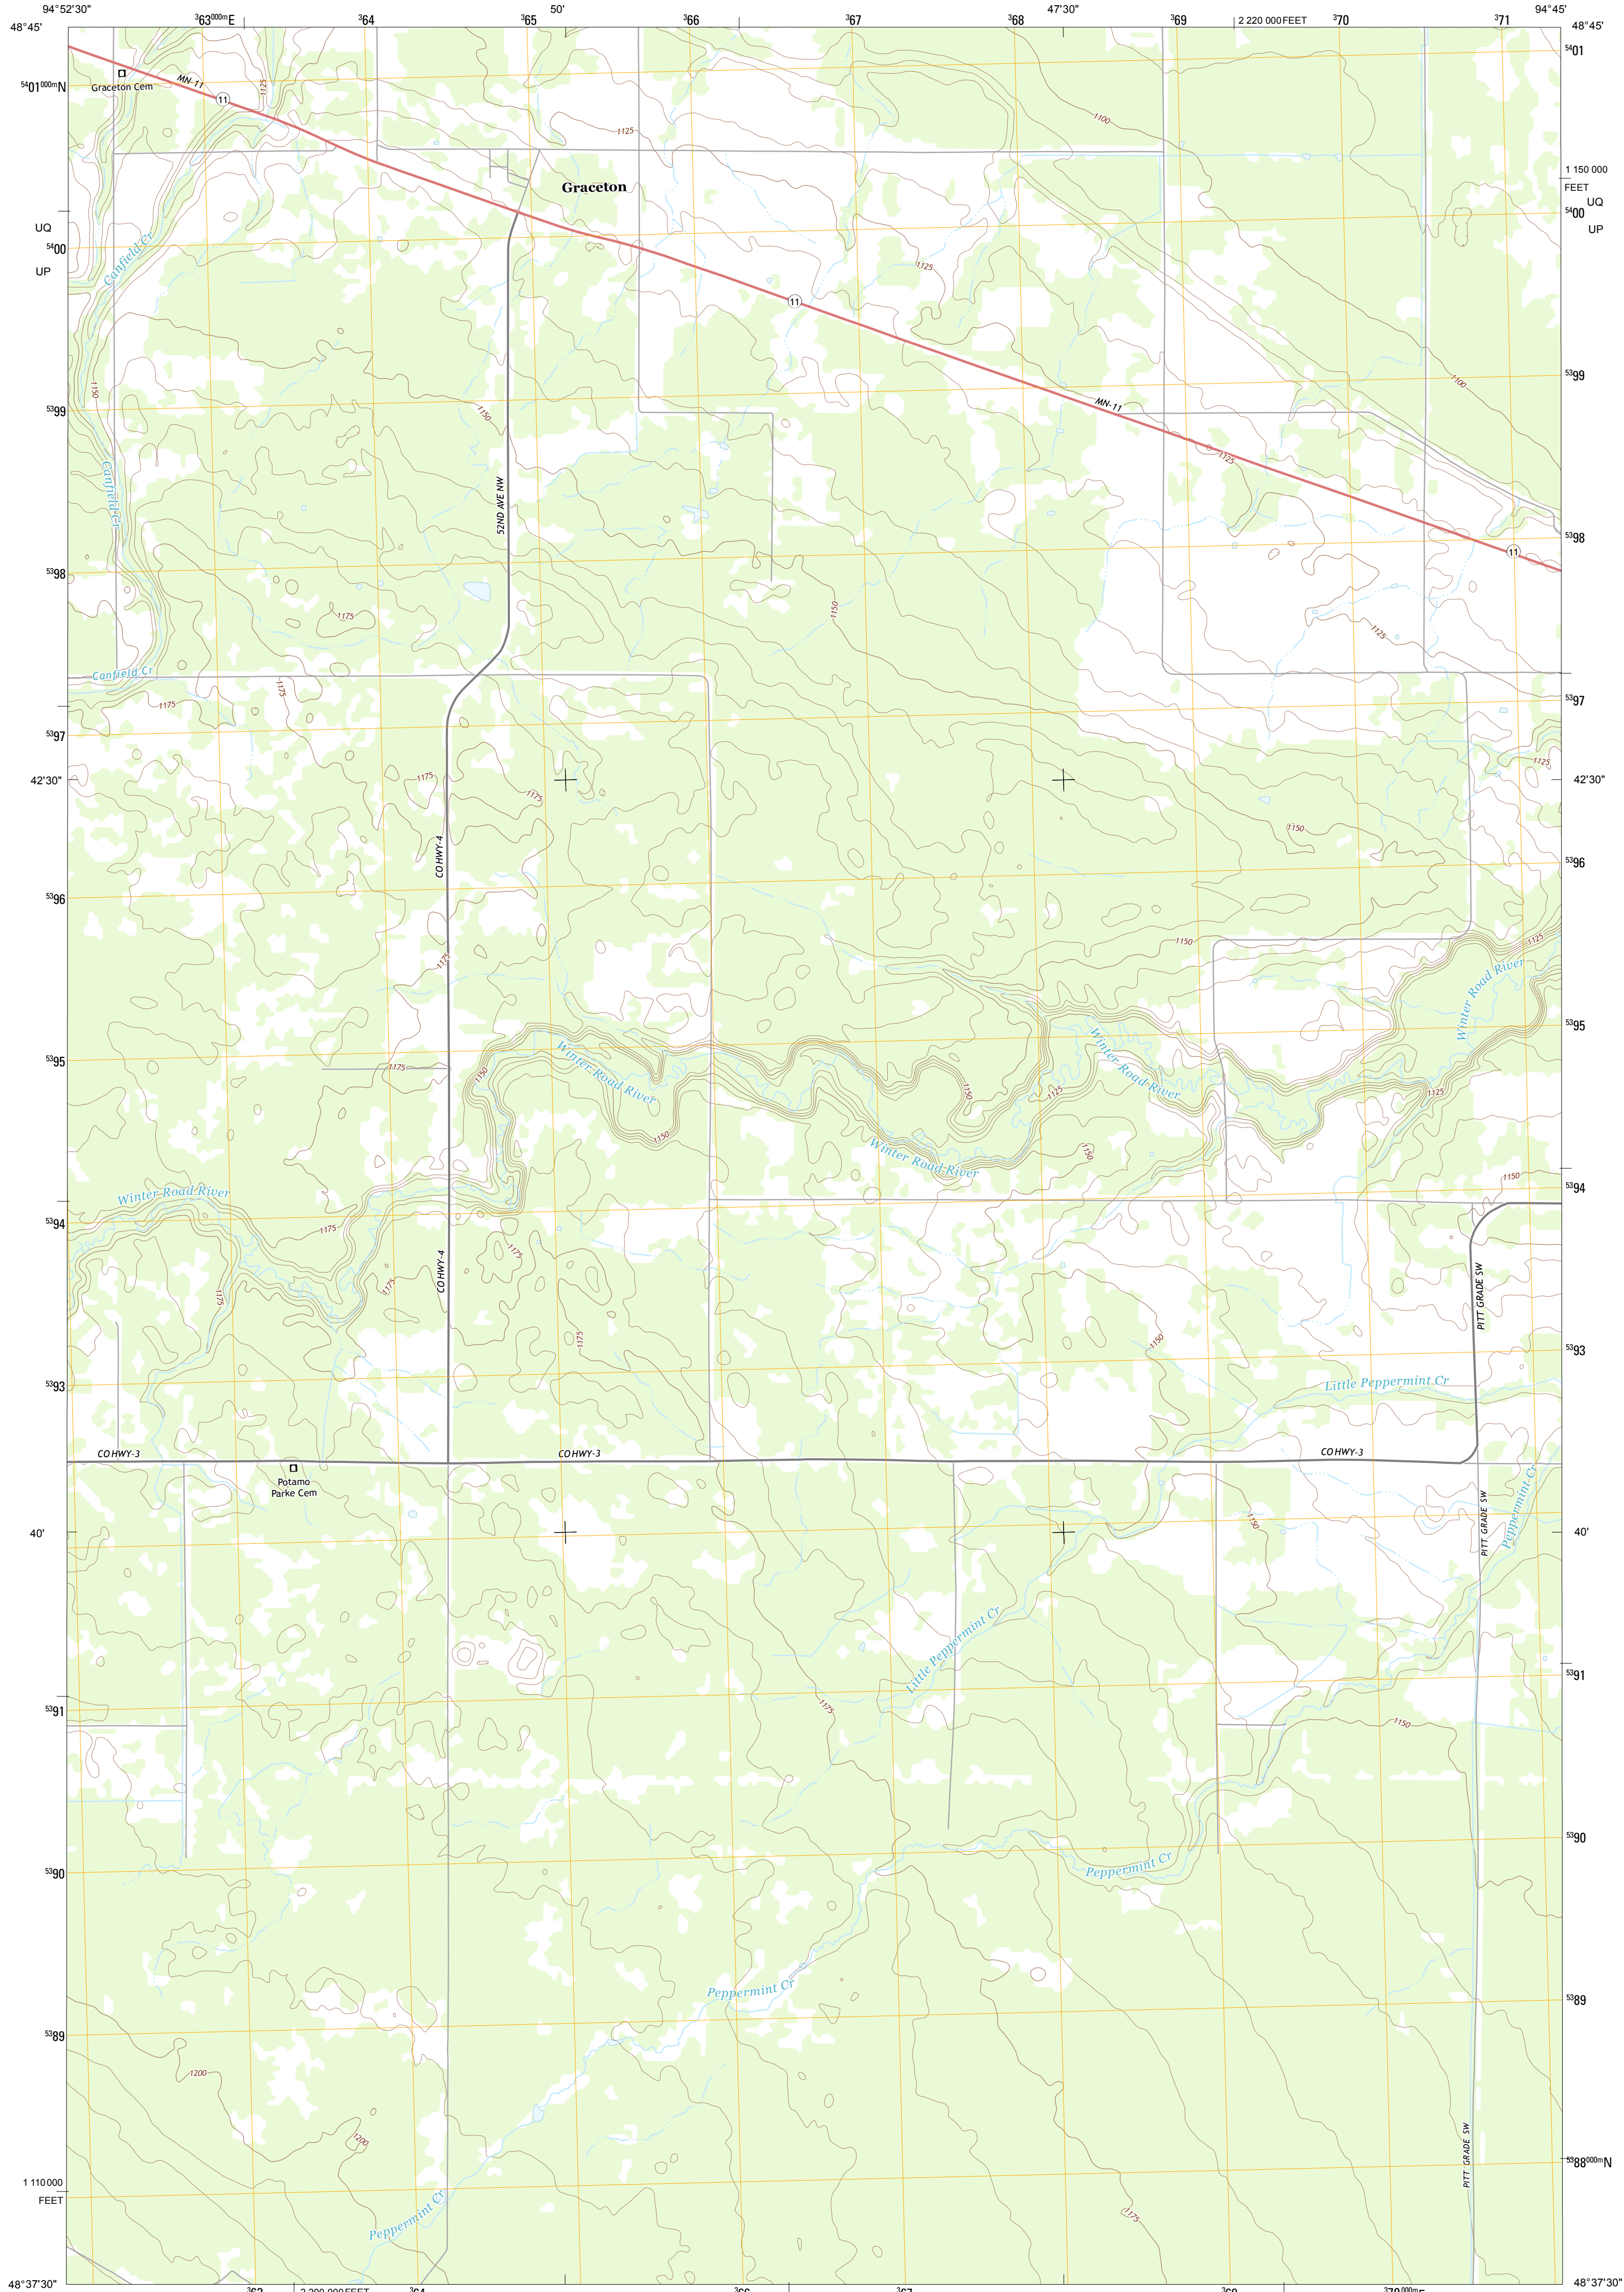 94°52'30"
³63⁰⁰⁰ᵐE
³64
³65
50'
³66
³67
³68
47'30"
³69
2 220 000 FEET
³70
³71
94°45'
48°45'
48°45'
⁵⁴01
⁵⁴01⁰⁰⁰ᵐN
Graceton Cem
MN-11
11
1125
1125
1100
1 150 000
FEET
Graceton
UQ
UP
⁵⁴00
UQ
⁵⁴00
UP
Canfield Cr
1125
11
1150
⁵³99
⁵³99
1100
1150
MN-11
1125
Canfield Cr
52ND AVE NW
⁵³98
11
⁵³98
1175
1150
1125
Canfield Cr
1175
1175
⁵³97
⁵³97
42'30"
1175
1175
1125
42'30"
CO HWY-4
1150
⁵³96
⁵³96
1175
1150
1125
Winter Road River
⁵³95
⁵³95
1175
1150
Winter Road River
1150
1125
Winter Road River
1125
1150
Winter Road River
1150
1150
Winter Road River
⁵³94
⁵³94
1175
1175
CO HWY-4
1175
1175
1175
1150
PITT GRADE SW
⁵³93
⁵³93
Little Peppermint Cr
CO HWY-3
CO HWY-3
CO HWY-3
Potamo
Parke Cem
1150
PITT GRADE SW
Peppermint Cr
40'
40'
Little Peppermint Cr
⁵³91
⁵³91
1175
1150
⁵³90
⁵³90
Peppermint Cr
Peppermint Cr
⁵³89
⁵³89
1200
1200
PITT GRADE SW
⁵³88⁰⁰⁰ᵐN
1 110 000
FEET
Peppermint Cr
1175
48°37'30"
48°37'30"